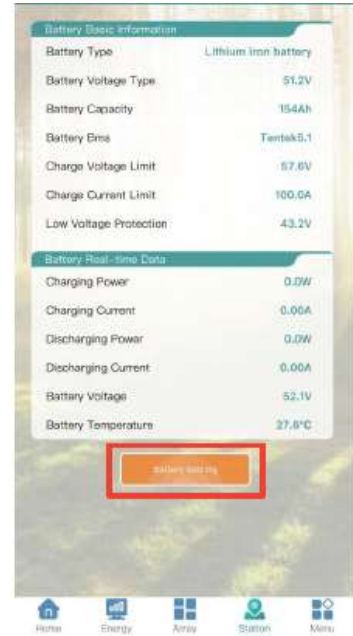 Battery Basic Information
Battery Type Lithium iron battery
Battery Voltage Type 51.2V
Battery Capacity 154Ah
Battery Bms Tentek5.1
Charge Voltage Limit 57.6V
Charge Current Limit 100.0A
Low Voltage Protection 43.2V
Battery Real-time Data
Charging Power 0.0W
Charging Current 0.00A
Discharging Power 0.0W
Discharging Current 0.00A
Battery Voltage 52.1V
Battery Temperature 27.6°C
Battery
Home Energy Array Station Menu